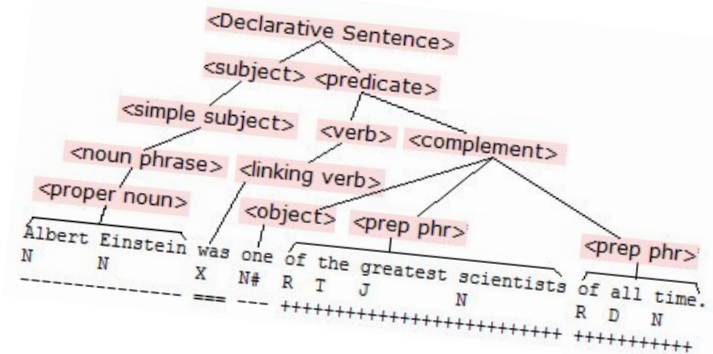 <Declarative Sentence>
<subject> <predicate>
<simple subject> <verb> <complement>
<noun phrase> <linking verb>
<proper noun> <object> <prep phr> <prep phr>
Albert Einstein was one of the greatest scientists of all time.
N N X N# R T J N R D N
----------------- === --- +++++++++++++++++++++++++ +++++++++++